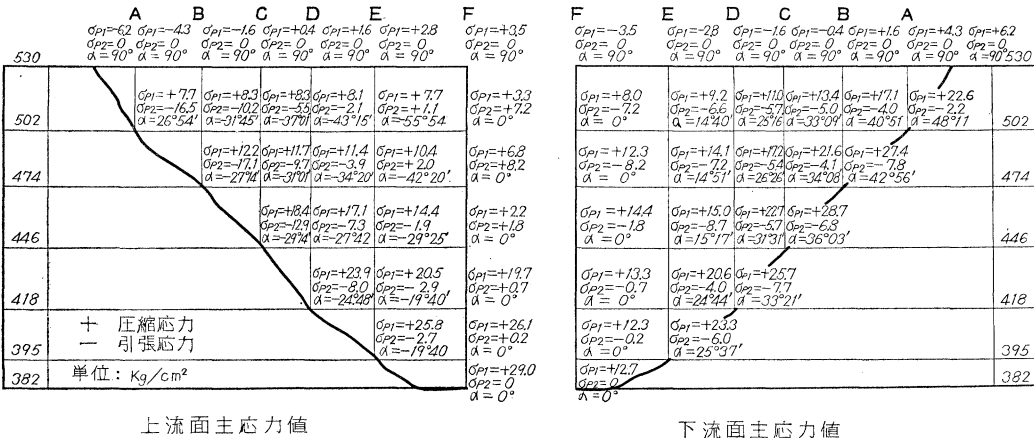 A B C D E F
σP1=-6.2 σP1=-4.3 σP1=-1.6 σP1=+0.4 σP1=+1.6 σP1=+2.8 σP1=+3.5
σP2=0 σP2=0 σP2=0 σP2=0 σP2=0 σP2=0 σP2=0
α=90° α=90° α=90° α=90° α=90° α=90° α=90°
530
σP1=+7.7 σP1=+8.3 σP1=+8.3 σP1=+8.1 σP1=+7.7 σP1=+3.3
σP2=-16.5 σP2=-10.2 σP2=-5.5 σP2=-2.1 σP2=+1.1 σP2=+7.2
α=26°54' α=-31°45' α=-37°01' α=-43°15' α=-55°54 α=0°
502
σP1=+12.2 σP1=+11.7 σP1=+11.4 σP1=+10.4 σP1=+6.8
σP2=-17.1 σP2=-9.7 σP2=-3.9 σP2=+2.0 σP2=+8.2
α=-27°14' α=-31°01' α=-34°20' α=-42°20' α=0°
474
σP1=+18.4 σP1=+17.1 σP1=+14.4 σP1=+2.2
σP2=-12.9 σP2=-7.3 σP2=-1.9 σP2=+1.8
α=-29°14' α=-27°42 α=-29°25' α=0°
446
σP1=+23.9 σP1=+20.5 σP1=+19.7
σP2=-8.0 σP2=-2.9 σP2=+0.7
α=-24°48' α=-19°40' α=0°
418
σP1=+25.8 σP1=+26.1
σP2=-2.7 σP2=+0.2
α=-19°40 α=0°
395
σP1=+29.0
σP2=0
α=0°
382
+ 圧縮応力
− 引張応力
単位: Kg/cm²
上流面主応力値
F E D C B A
σP1=-3.5 σP1=-2.8 σP1=-1.6 σP1=-0.4 σP1=+1.6 σP1=+4.3 σP1=+6.2
σP2=0 σP2=0 σP2=0 σP2=0 σP2=0 σP2=0 σP2=0
α=90° α=90° α=90° α=90° α=90° α=90° α=90°
530
σP1=+8.0 σP1=+9.2 σP1=+11.0 σP1=+13.4 σP1=+17.1 σP1=+22.6
σP2=-7.2 σP2=-6.6 σP2=-5.7 σP2=-5.0 σP2=-4.0 σP2=-2.2
α=0° α=14°40' α=25°16 α=33°09' α=40°51' α=48°11
502
σP1=+12.3 σP1=+14.1 σP1=+17.2 σP1=+21.6 σP1=+27.4
σP2=-8.2 σP2=-7.2 σP2=-5.4 σP2=-4.1 σP2=-7.8
α=0° α=14°51' α=26°26' α=34°08' α=42°56'
474
σP1=+14.4 σP1=+15.0 σP1=+22.7 σP1=+28.7
σP2=-1.8 σP2=-8.7 σP2=-5.7 σP2=-6.8
α=0° α=15°17' α=31°31' α=36°03'
446
σP1=+13.3 σP1=+20.6 σP1=+25.7
σP2=-0.7 σP2=-4.0 σP2=-7.7
α=0° α=24°44' α=33°21'
418
σP1=+12.3 σP1=+23.3
σP2=-0.2 σP2=-6.0
α=0° α=25°37'
395
σP1=+12.7
σP2=0
α=0°
382
下流面主応力値